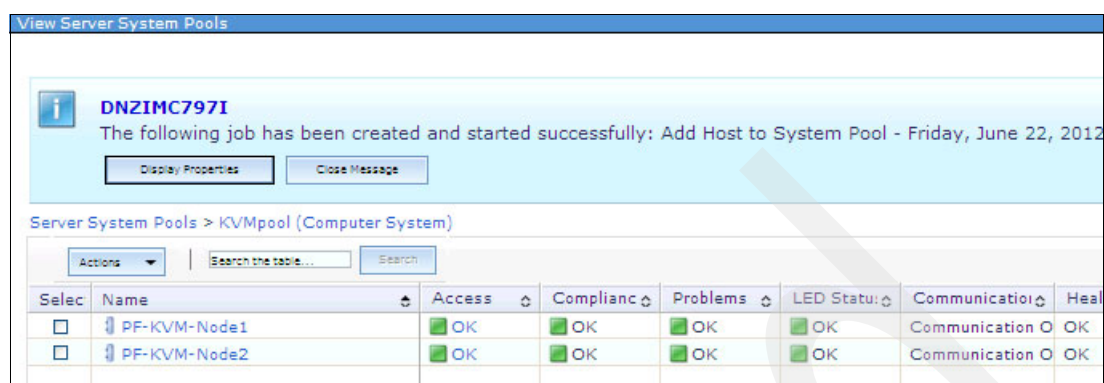 View Server System Pools
DNZIMC797I
The following job has been created and started successfully: Add Host to System Pool - Friday, June 22, 2012
Display Properties Close Message
Server System Pools > KVMpool (Computer System)
Actions Search the table... Search
Selec Name Access Complianc Problems LED Statu: Communication Heal
PF-KVM-Node1 OK OK OK OK Communication O OK
PF-KVM-Node2 OK OK OK OK Communication O OK